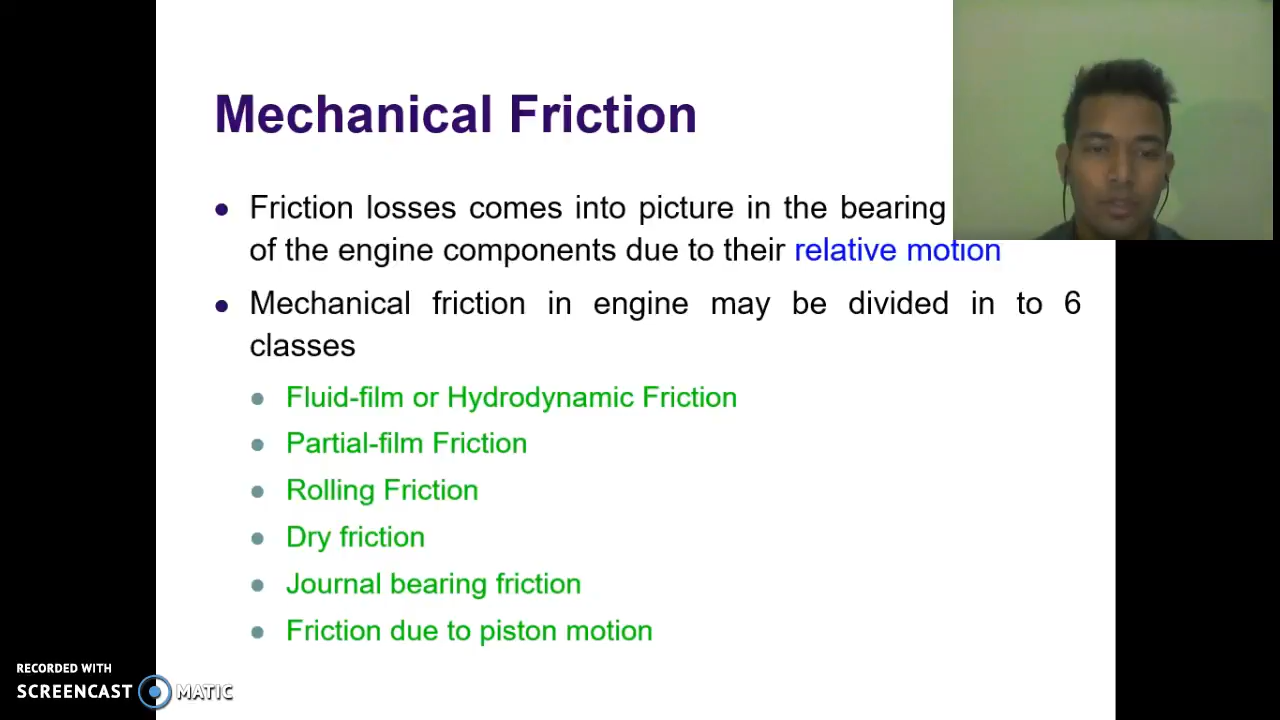 Mechanical Friction
Friction losses comes into picture in the bearing
of the engine components due to their relative motion
Mechanical friction in engine may be divided in to 6
classes
Fluid-film or Hydrodynamic Friction
Partial-film Friction
Rolling Friction
Dry friction
Journal bearing friction
Friction due to piston motion
RECORDED WITH
SCREENCAST MATIC